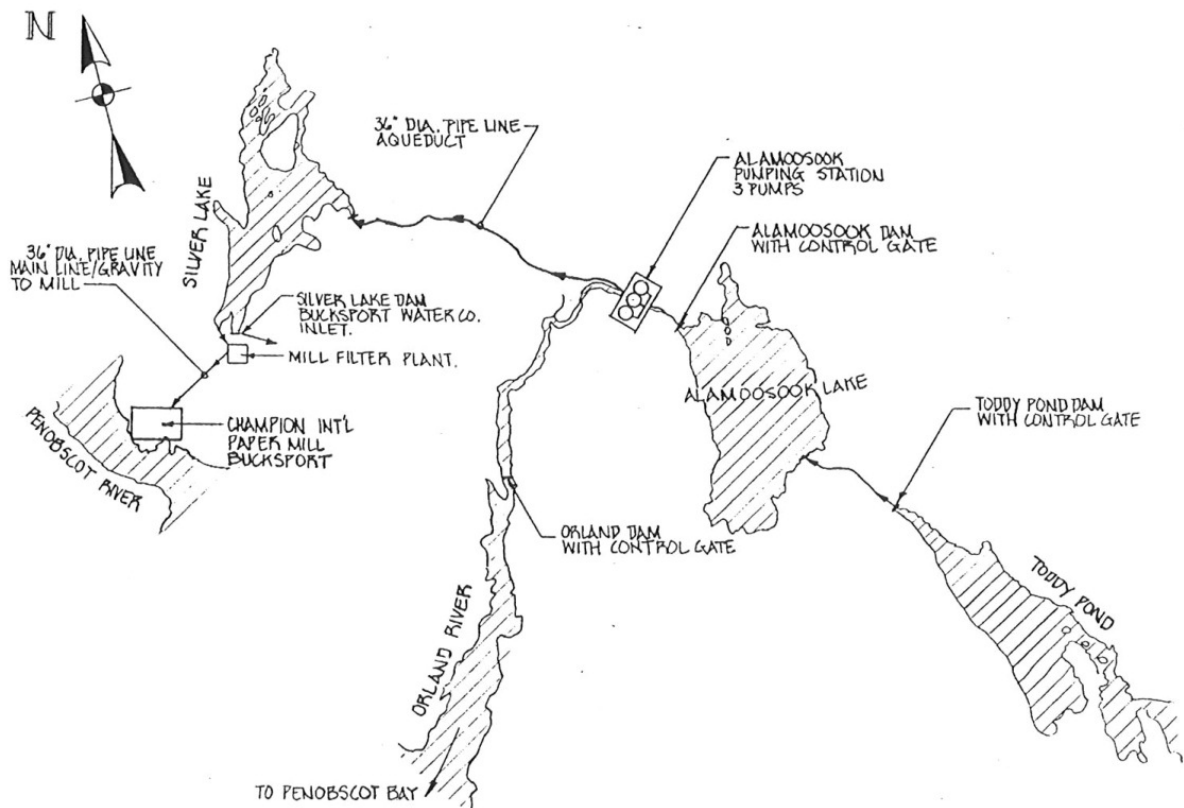 N
36" DIA. PIPE LINE
AQUEDUCT
ALAMOOSOOK
PUMPING STATION
3 PUMPS
ALAMOOSOOK DAM
WITH CONTROL GATE
SILVER LAKE
36" DIA. PIPE LINE
MAIN LINE/GRAVITY
TO MILL
SILVER LAKE DAM
BUCKSPORT WATER CO.
INLET.
MILL FILTER PLANT.
ALAMOOSOOK LAKE
TODDY POND DAM
WITH CONTROL GATE
CHAMPION INT'L
PAPER MILL
BUCKSPORT
PENOBSCOT RIVER
ORLAND DAM
WITH CONTROL GATE
TODDY POND
ORLAND RIVER
TO PENOBSCOT BAY